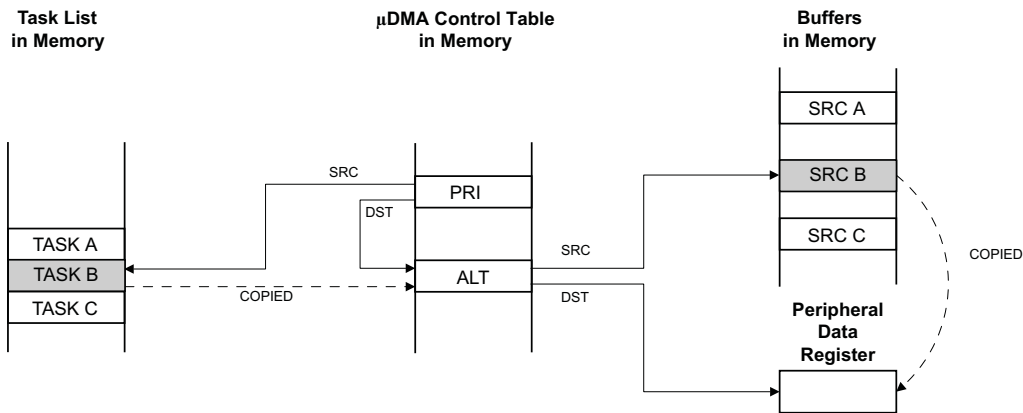 Task List
in Memory
µDMA Control Table
in Memory
Buffers
in Memory
SRC A
SRC
PRI
SRC B
DST
SRC C
TASK A
SRC
COPIED
TASK B
ALT
COPIED
DST
TASK C
Peripheral
Data
Register